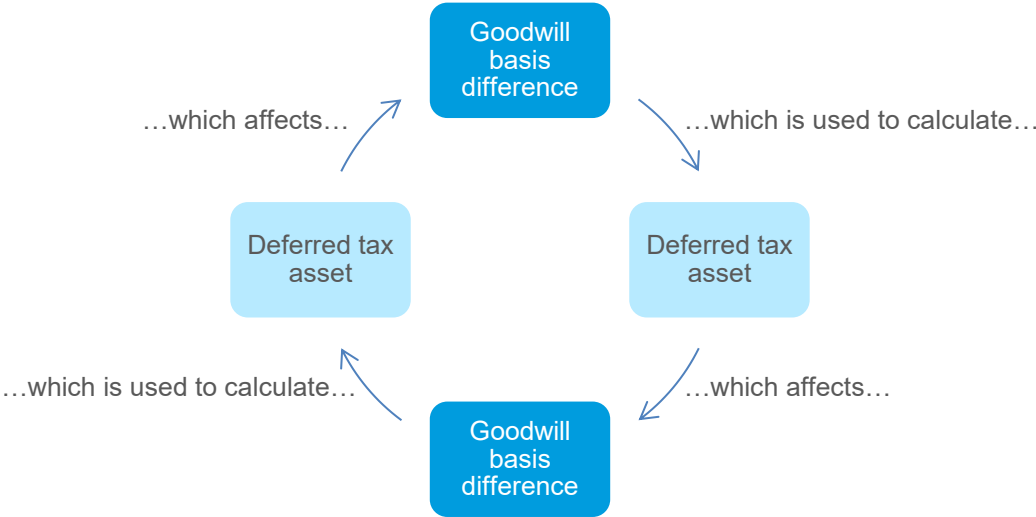 Goodwill
basis
difference
…which affects…
…which is used to calculate…
Deferred tax
asset
Deferred tax
asset
…which is used to calculate…
…which affects…
Goodwill
basis
difference